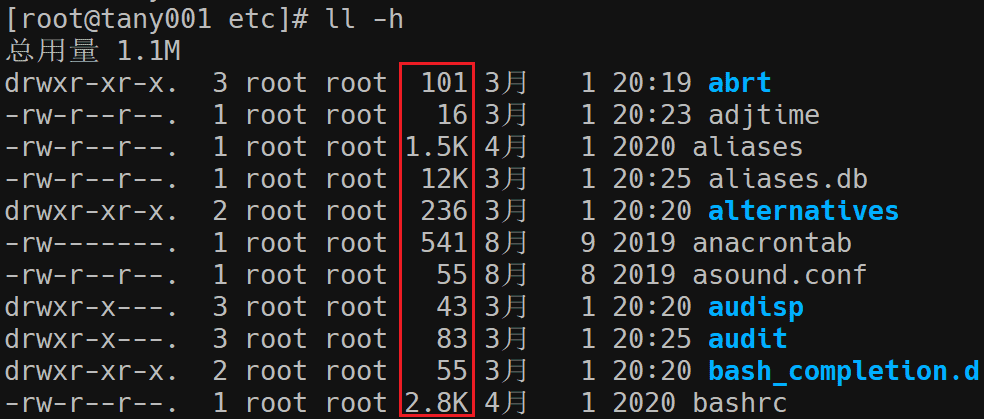 [root@tany001 etc]# ll -h
总用量 1.1M
drwxr-xr-x.  3 root root  101 3月   1 20:19 abrt
-rw-r--r--.  1 root root   16 3月   1 20:23 adjtime
-rw-r--r--.  1 root root 1.5K 4月   1 2020 aliases
-rw-r--r--.  1 root root  12K 3月   1 20:25 aliases.db
drwxr-xr-x.  2 root root  236 3月   1 20:20 alternatives
-rw-------.  1 root root  541 8月   9 2019 anacrontab
-rw-r--r--.  1 root root   55 8月   8 2019 asound.conf
drwxr-x---.  3 root root   43 3月   1 20:20 audisp
drwxr-x---.  3 root root   83 3月   1 20:25 audit
drwxr-xr-x.  2 root root   55 3月   1 20:20 bash_completion.d
-rw-r--r--.  1 root root 2.8K 4月   1 2020 bashrc